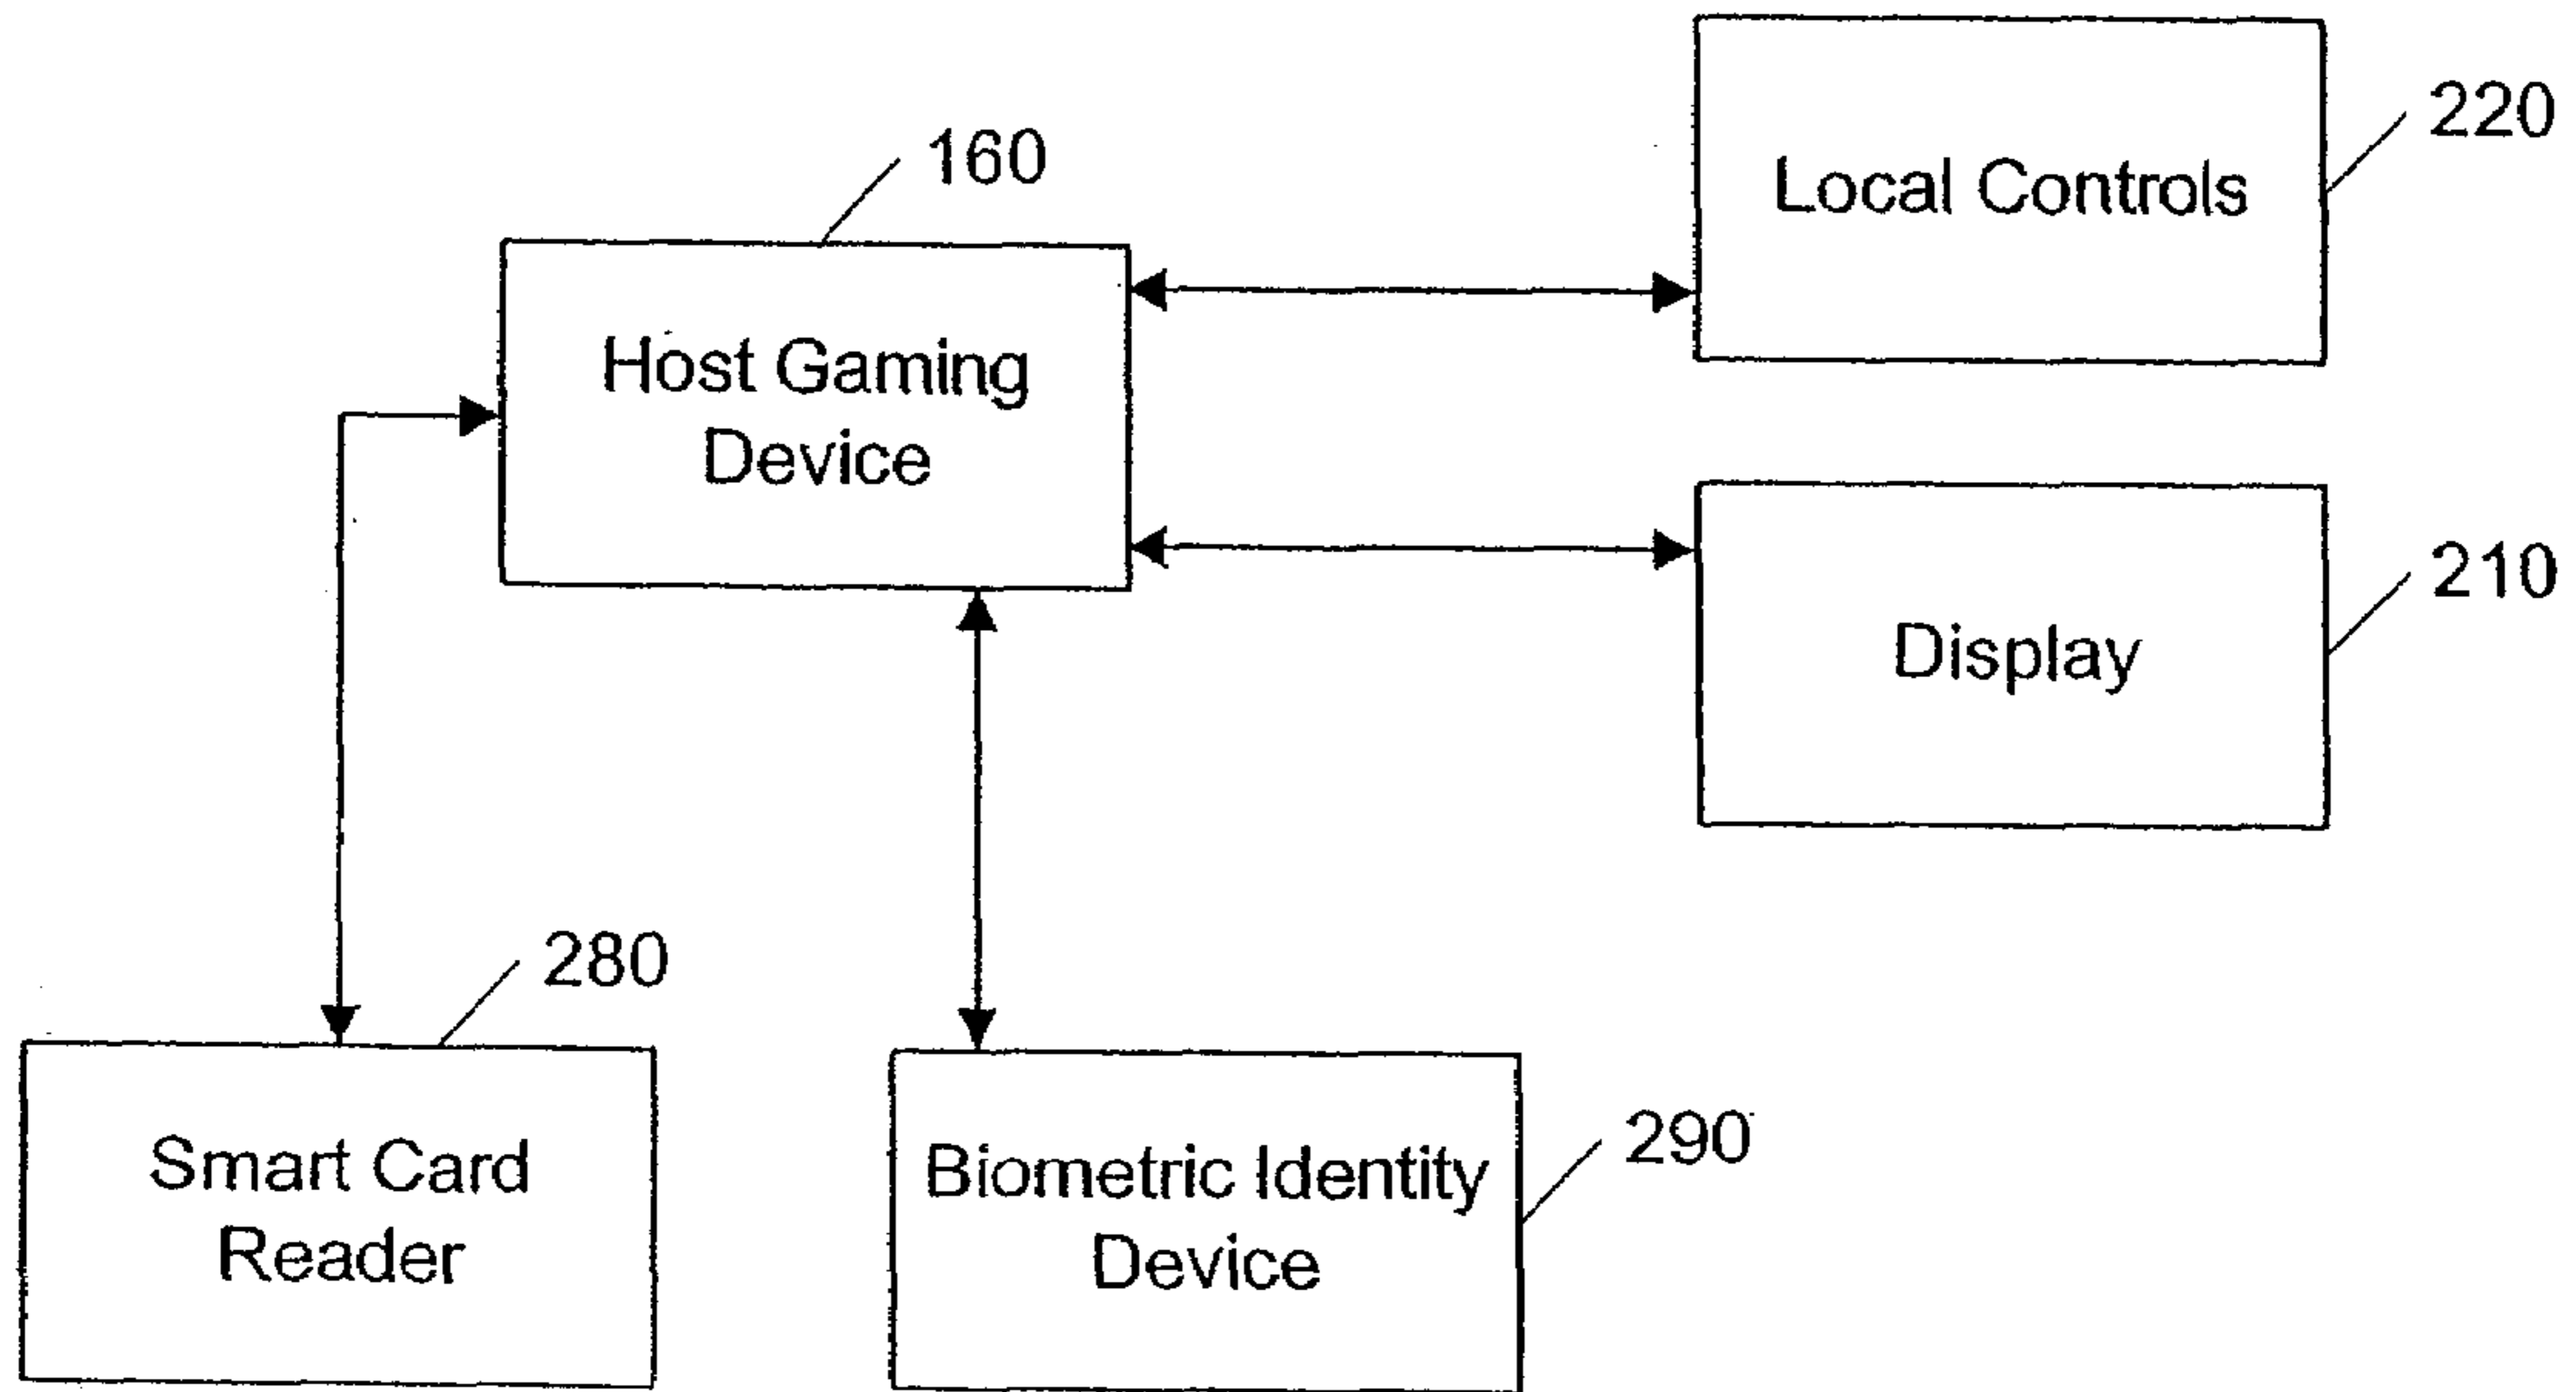 220
Local Controls
160
Host Gaming
Device
210
Display
280
Smart Card
Reader
290
Biometric Identity
Device